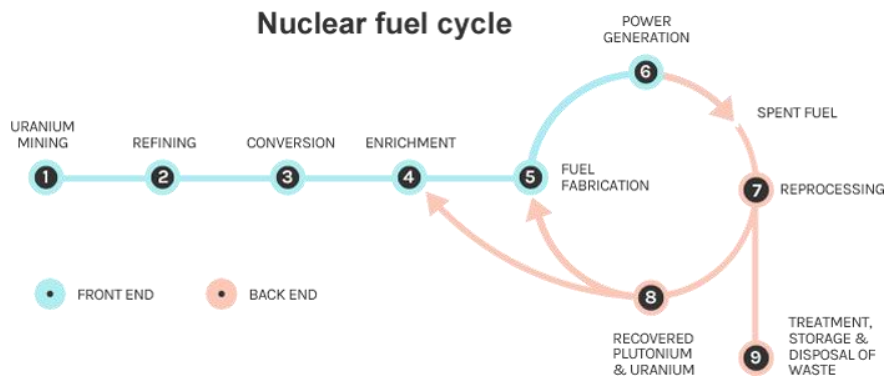 Nuclear fuel cycle
POWER
GENERATION
6
SPENT FUEL
URANIUM
MINING
REFINING
CONVERSION
ENRICHMENT
1
2
3
4
5
FUEL
FABRICATION
7
REPROCESSING
FRONT END
BACK END
8
RECOVERED
PLUTONIUM
& URANIUM
9
TREATMENT,
STORAGE &
DISPOSAL OF
WASTE